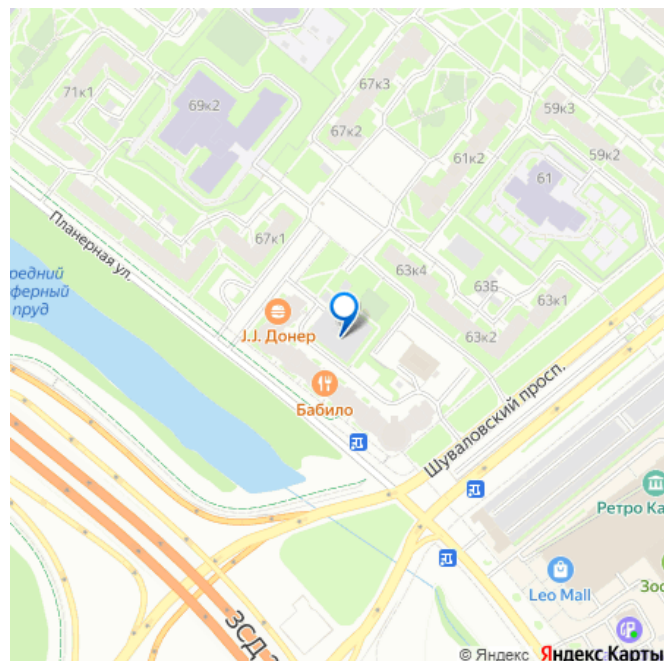 67к3
71к1
59к3
69к2
67к2
61к2
59к2
61
Планерная ул.
67к1
63к4
редний
ферный
пруд
63Б
63к1
J.J. Донер
63к2
Бабило
Шуваловский просп.
Ретро Ка
Leo Mall
Зоо
ЗСД
© Яндекс Яндекс Карты